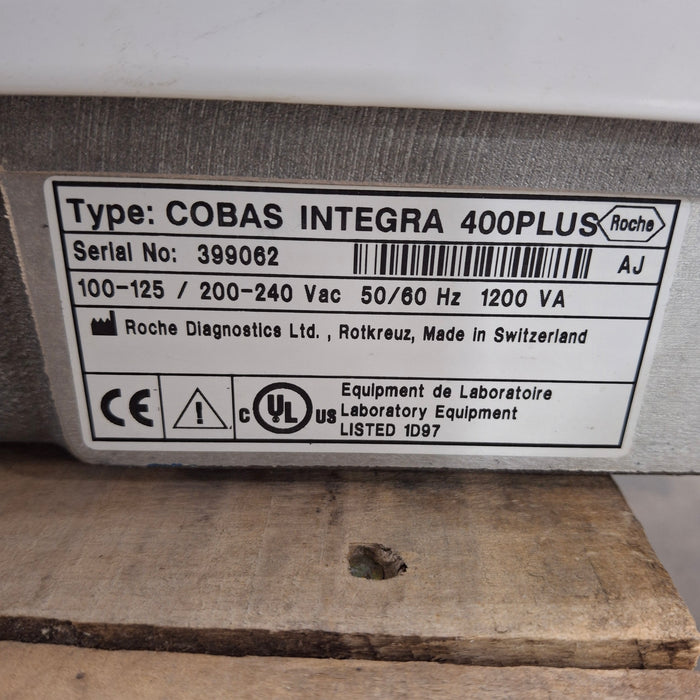 Type: COBAS INTEGRA 400PLUS Roche
Serial No: 399062 AJ
100-125 / 200-240 Vac 50/60 Hz 1200 VA
Roche Diagnostics Ltd. , Rotkreuz, Made in Switzerland
CE
C UL US
Equipment de Laboratoire
Laboratory Equipment
LISTED 1D97